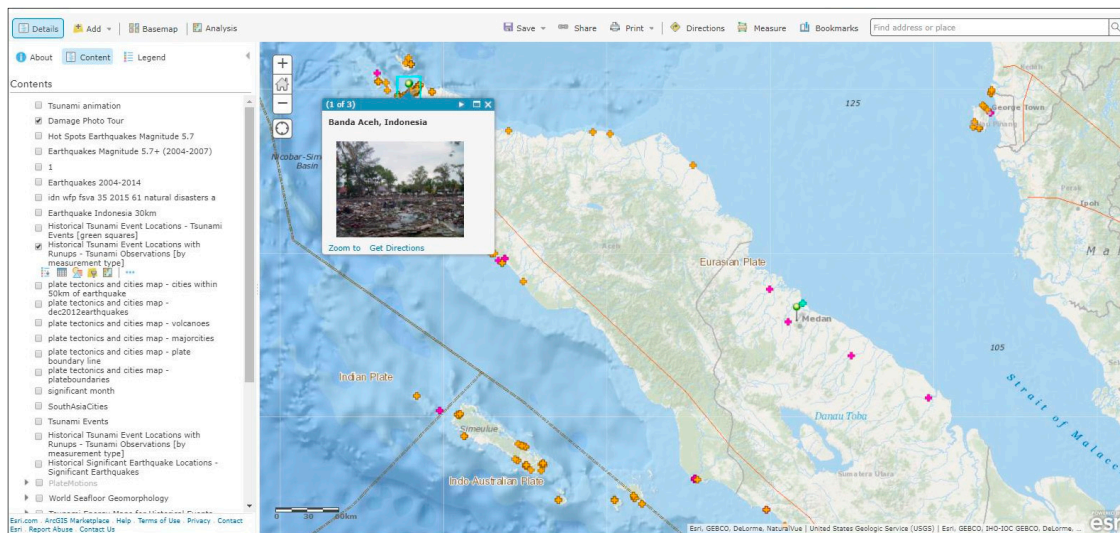 Details
Add
Basemap
Analysis
Save
Share
Print
Directions
Measure
Bookmarks
Find address or place
About
Content
Legend
Contents
Tsunami animation
Damage Photo Tour
Hot Spots Earthquakes Magnitude 5.7
Earthquakes Magnitude 5.7+ (2004-2007)
1
Earthquakes 2004-2014
idn wfp fsva 35 2015 61 natural disasters a
Earthquake Indonesia 30km
Historical Tsunami Event Locations - Tsunami
Events [green squares]
Historical Tsunami Event Locations with
Runups - Tsunami Observations [by
measurement type]
plate tectonics and cities map - cities within
50km of earthquake
plate tectonics and cities map -
dec2012earthquakes
plate tectonics and cities map - volcanoes
plate tectonics and cities map - majorcities
plate tectonics and cities map - plate
boundary line
plate tectonics and cities map -
plateboundaries
significant month
SouthAsiaCities
Tsunami Events
Historical Tsunami Event Locations with
Runups - Tsunami Observations [by
measurement type]
Historical Significant Earthquake Locations -
Significant Earthquakes
PlateMotions
World Seafloor Geomorphology
Tsunami Energy Maps for Historical Events
Esri.com . ArcGIS Marketplace . Help . Terms of Use . Privacy . Contact
Esri . Report Abuse . Contact Us
(1 of 3)
Banda Aceh, Indonesia
Zoom to Get Directions
Basin
125
George Town
Ipoh
Eurasian Plate
Medan
105
Indian Plate
Simeulue
Danau Toba
Strait of Malacc
Indo-Australian Plate
Sumatera Utara
60km
Esri, GEBCO, DeLorme, NaturalVue | United States Geologic Service (USGS) | Esri, GEBCO, IHO-IOC GEBCO, DeLorme, ...
esri